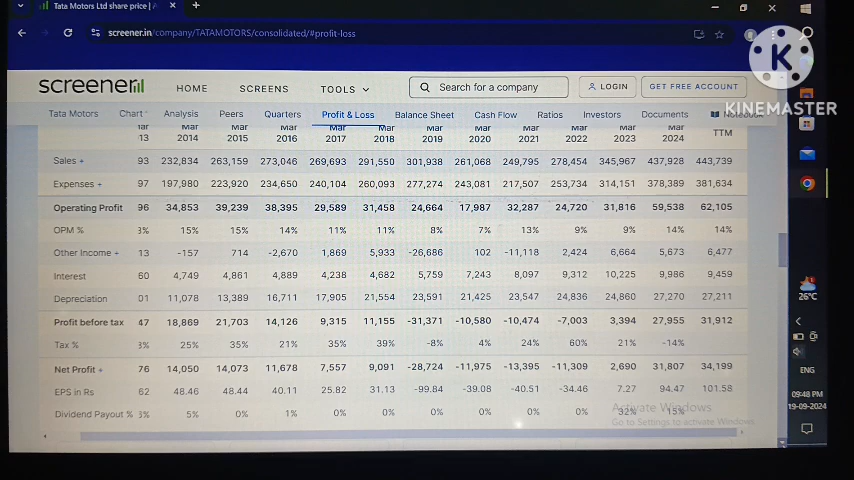 Tata Motors Ltd share price | A
screener.in/company/TATAMOTORS/consolidated/#profit-loss
screener
HOME SCREENS TOOLS Search for a company LOGIN GET FREE ACCOUNT
Tata Motors Chart Analysis Peers Quarters Profit & Loss Balance Sheet Cash Flow Ratios Investors Documents Notebook
KINEMASTER
Mar Mar Mar Mar Mar Mar Mar Mar Mar Mar Mar
13 2014 2015 2016 2017 2018 2019 2020 2021 2022 2023 2024 TTM
Sales + 93 232,834 263,159 273,046 269,693 291,550 301,938 261,068 249,795 278,454 345,967 437,928 443,739
Expenses + 97 197,980 223,920 234,650 240,104 260,093 277,274 243,081 217,507 253,734 314,151 378,389 381,634
Operating Profit 96 34,853 39,239 38,395 29,589 31,458 24,664 17,987 32,287 24,720 31,816 59,538 62,105
OPM % 3% 15% 15% 14% 11% 11% 8% 7% 13% 9% 9% 14% 14%
Other Income + 13 -157 714 -2,670 1,869 5,933 -26,686 102 -11,118 2,424 6,664 5,673 6,477
Interest 60 4,749 4,861 4,889 4,238 4,682 5,759 7,243 8,097 9,312 10,225 9,986 9,459
Depreciation 01 11,078 13,389 16,711 17,905 21,554 23,591 21,425 23,547 24,836 24,860 27,270 27,211
Profit before tax 47 18,869 21,703 14,126 9,315 11,155 -31,371 -10,580 -10,474 -7,003 3,394 27,955 31,912
Tax % 3% 25% 35% 21% 35% 39% -8% 4% 24% 60% 21% -14%
Net Profit + 76 14,050 14,073 11,678 7,557 9,091 -28,724 -11,975 -13,395 -11,309 2,690 31,807 34,199
EPS in Rs 62 48.46 48.44 40.11 25.82 31.13 -99.84 -39.08 -40.51 -34.46 7.27 94.47 101.58
Dividend Payout % 3% 5% 0% 1% 0% 0% 0% 0% 0% 0% 32% 15%
Activate Windows
Go to Settings to activate Windows.
26°C
ENG
09:48 PM
19-09-2024